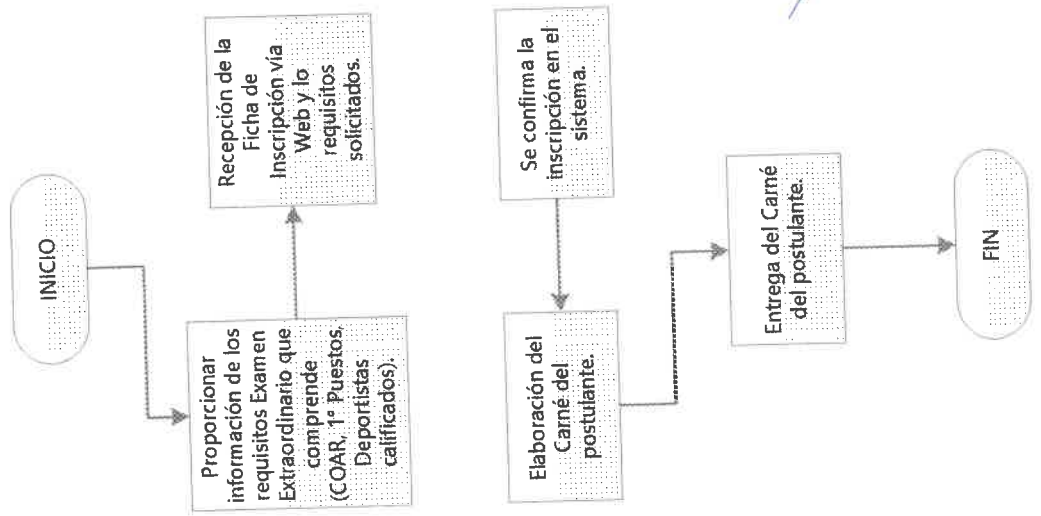 INICIO
Proporcionar
información de los
requisitos Examen
Extraordinario que
comprende
(COAR, 1º Puestos,
Deportistas
calificados).
Recepción de la
Ficha de
Inscripción vía
Web y lo
requisitos
solicitados.
Se confirma la
inscripción en el
sistema.
Elaboración del
Carné del
postulante.
Entrega del Carné
del postulante.
FIN